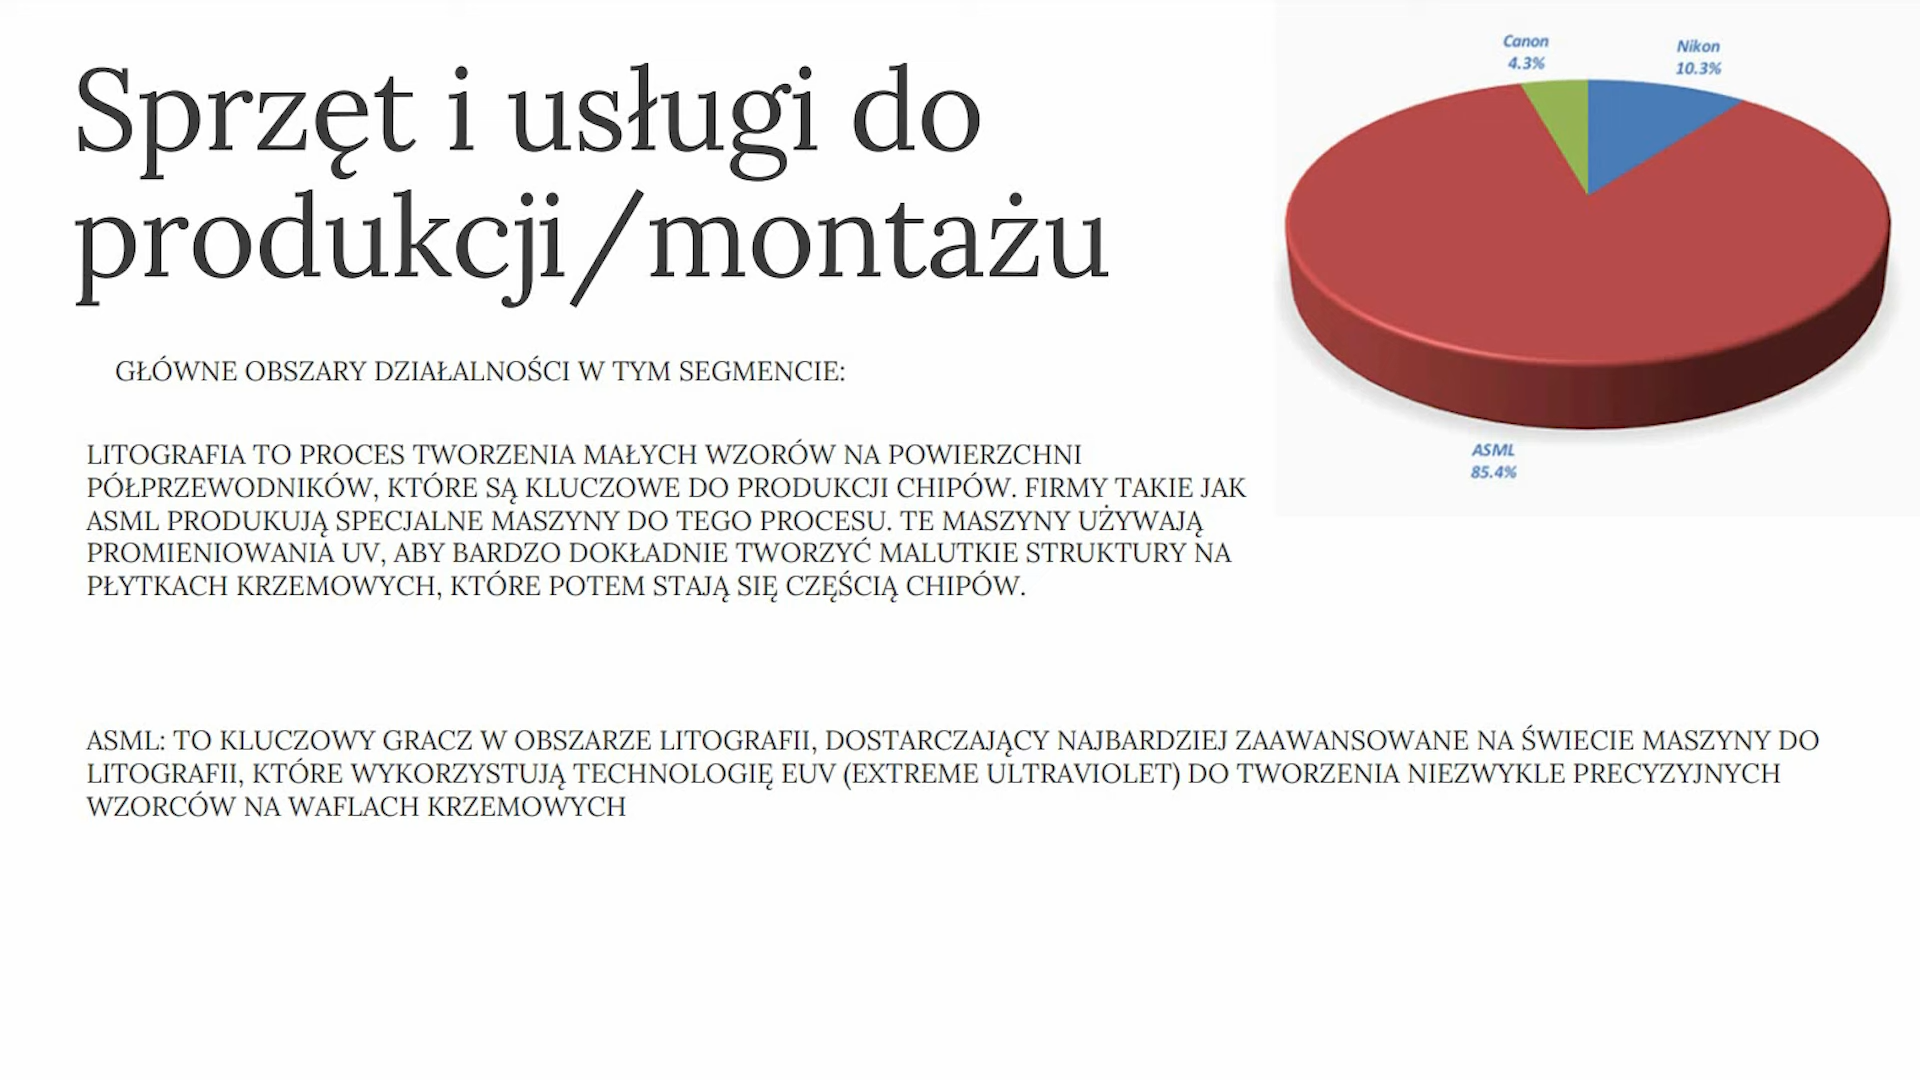 Sprzęt i usługi do
produkcji/montażu
Canon
4.3%
Nikon
10.3%
ASML
85.4%
GŁÓWNE OBSZARY DZIAŁALNOŚCI W TYM SEGMENCIE:
LITOGRAFIA TO PROCES TWORZENIA MAŁYCH WZORÓW NA POWIERZCHNI
PÓŁPRZEWODNIKÓW, KTÓRE SĄ KLUCZOWE DO PRODUKCJI CHIPÓW. FIRMY TAKIE JAK
ASML PRODUKUJĄ SPECJALNE MASZYNY DO TEGO PROCESU. TE MASZYNY UŻYWAJĄ
PROMIENIOWANIA UV, ABY BARDZO DOKŁADNIE TWORZYĆ MALUTKIE STRUKTURY NA
PŁYTKACH KRZEMOWYCH, KTÓRE POTEM STAJĄ SIĘ CZĘŚCIĄ CHIPÓW.
ASML: TO KLUCZOWY GRACZ W OBSZARZE LITOGRAFII, DOSTARCZAJĄCY NAJBARDZIEJ ZAAWANSOWANE NA ŚWIECIE MASZYNY DO
LITOGRAFII, KTÓRE WYKORZYSTUJĄ TECHNOLOGIĘ EUV (EXTREME ULTRAVIOLET) DO TWORZENIA NIEZWYKLE PRECYZYJNYCH
WZORCÓW NA WAFLACH KRZEMOWYCH